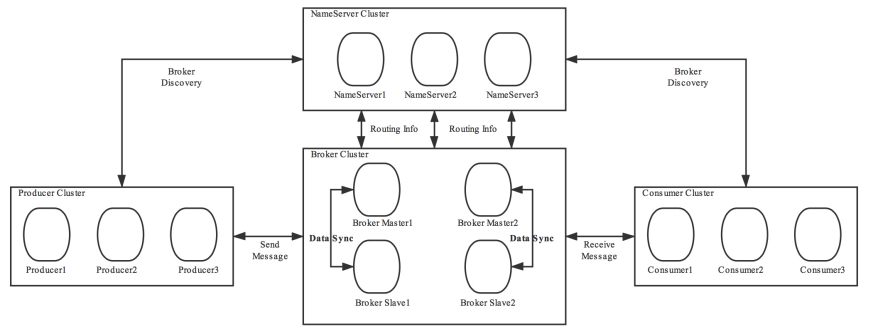 NameServer Cluster
NameServer1
NameServer2
NameServer3
Broker
Discovery
Broker
Discovery
Routing Info
Routing Info
Broker Cluster
Broker Master1
Broker Master2
Data Sync
Data Sync
Broker Slave1
Broker Slave2
Producer Cluster
Producer1
Producer2
Producer3
Send
Message
Receive
Message
Consumer Cluster
Consumer1
Consumer2
Consumer3